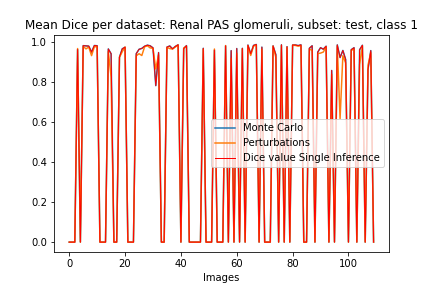 Mean Dice per dataset: Renal PAS glomeruli, subset: test, class 1
1.0
0.8
0.6
0.4
0.2
0.0
Monte Carlo
Perturbations
Dice value Single Inference
0 20 40 60 80 100
Images